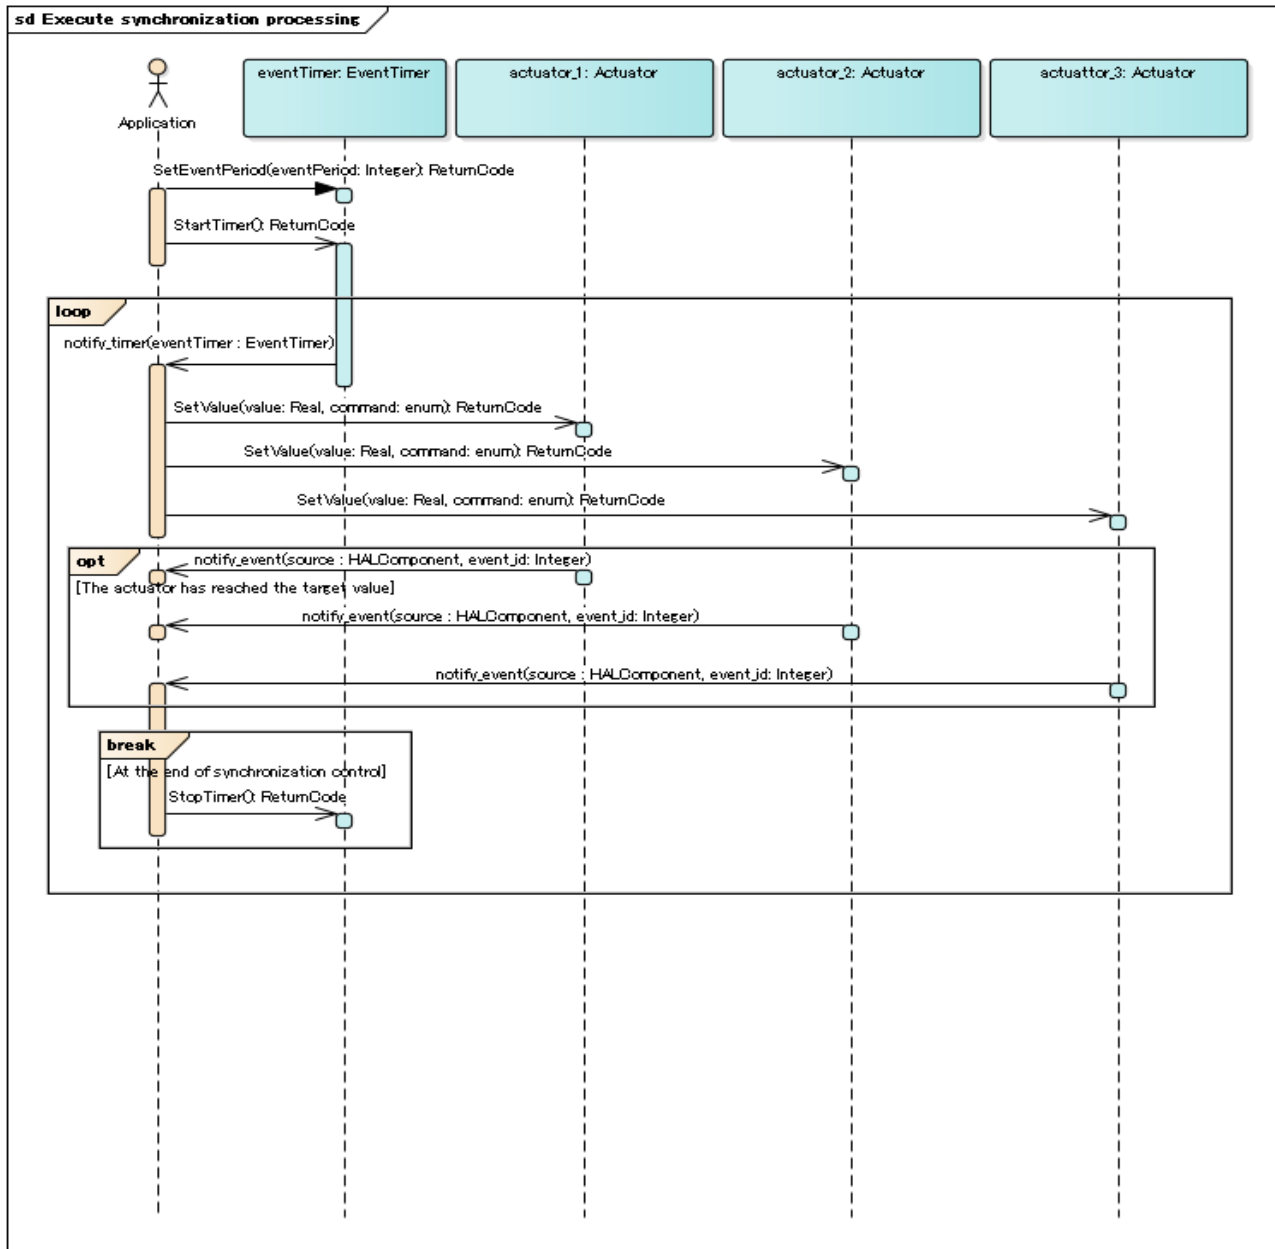 sd Execute synchronization processing
eventTimer: EventTimer
actuator_1: Actuator
actuator_2: Actuator
actuattor_3: Actuator
Application
SetEventPeriod(eventPeriod: Integer): ReturnCode
StartTimer(): ReturnCode
loop
notify_timer(eventTimer : EventTimer)
SetValue(value: Real, command: enum): ReturnCode
SetValue(value: Real, command: enum): ReturnCode
SetValue(value: Real, command: enum): ReturnCode
opt
notify_event(source : HALComponent, event_id: Integer)
[The actuator has reached the target value]
notify_event(source : HALComponent, event_id: Integer)
notify_event(source : HALComponent, event_id: Integer)
break
[At the end of synchronization control]
StopTimer(): ReturnCode